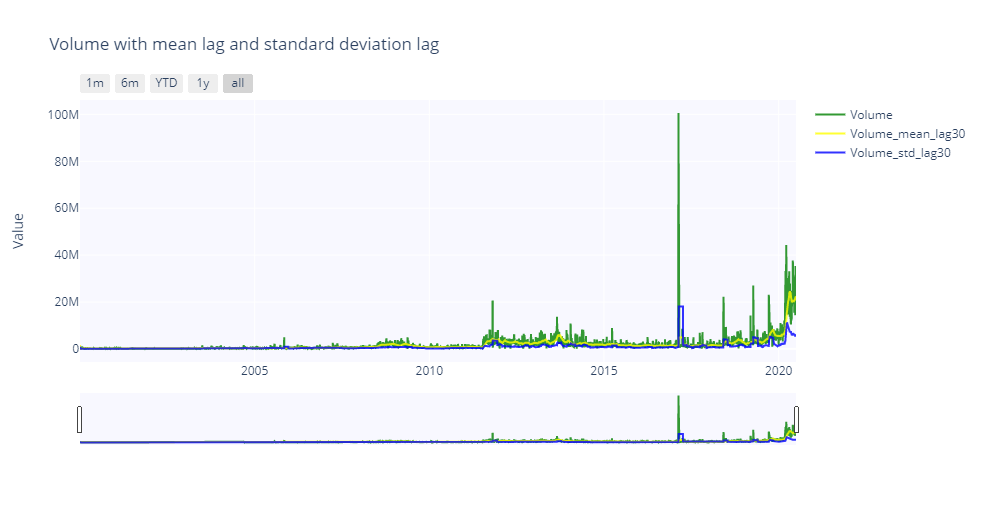 Volume with mean lag and standard deviation lag
1m 6m YTD 1y all
100M
80M
60M
40M
20M
0
Value
2005 2010 2015 2020
Volume
Volume_mean_lag30
Volume_std_lag30